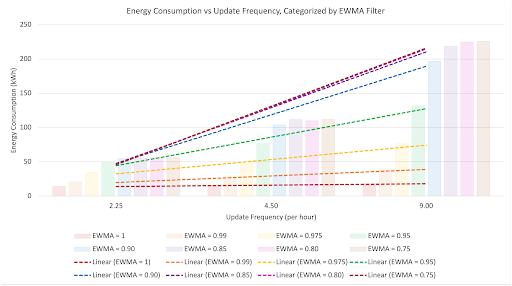 Energy Consumption vs Update Frequency, Categorized by EWMA Filter
250
200
150
100
50
0
Energy Consumption (kWh)
2.25 4.50 9.00
Update Frequency (per hour)
EWMA = 1 EWMA = 0.99 EWMA = 0.975 EWMA = 0.95
EWMA = 0.90 EWMA = 0.85 EWMA = 0.80 EWMA = 0.75
Linear (EWMA = 1) Linear (EWMA = 0.99) Linear (EWMA = 0.975) Linear (EWMA = 0.95)
Linear (EWMA = 0.90) Linear (EWMA = 0.85) Linear (EWMA = 0.80) Linear (EWMA = 0.75)